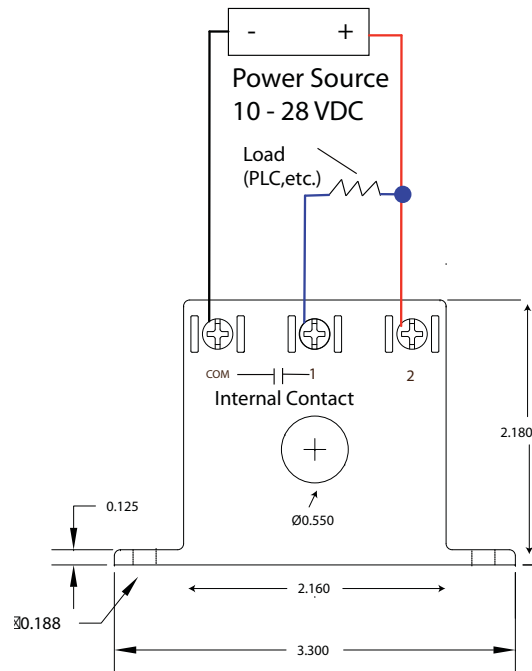 - +
Power Source
10 - 28 VDC
Load
(PLC,etc.)
COM 1 2
Internal Contact
2.180
0.125
Ø0.550
2.160
0.188
3.300